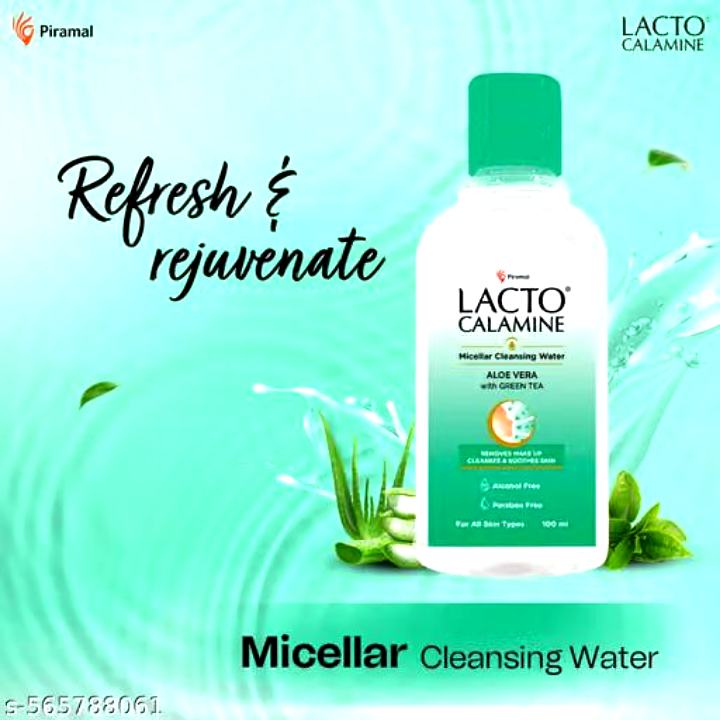 Piramal
LACTO®
CALAMINE
Refresh &
rejuvenate
Piramal
LACTO®
CALAMINE
Micellar Cleansing Water
ALOE VERA
with GREEN TEA
REMOVES MAKE UP
CLEANSES & SOOTHES SKIN
Alcohol Free
Paraben Free
For All Skin Types 100 ml
Micellar Cleansing Water
s-565788061